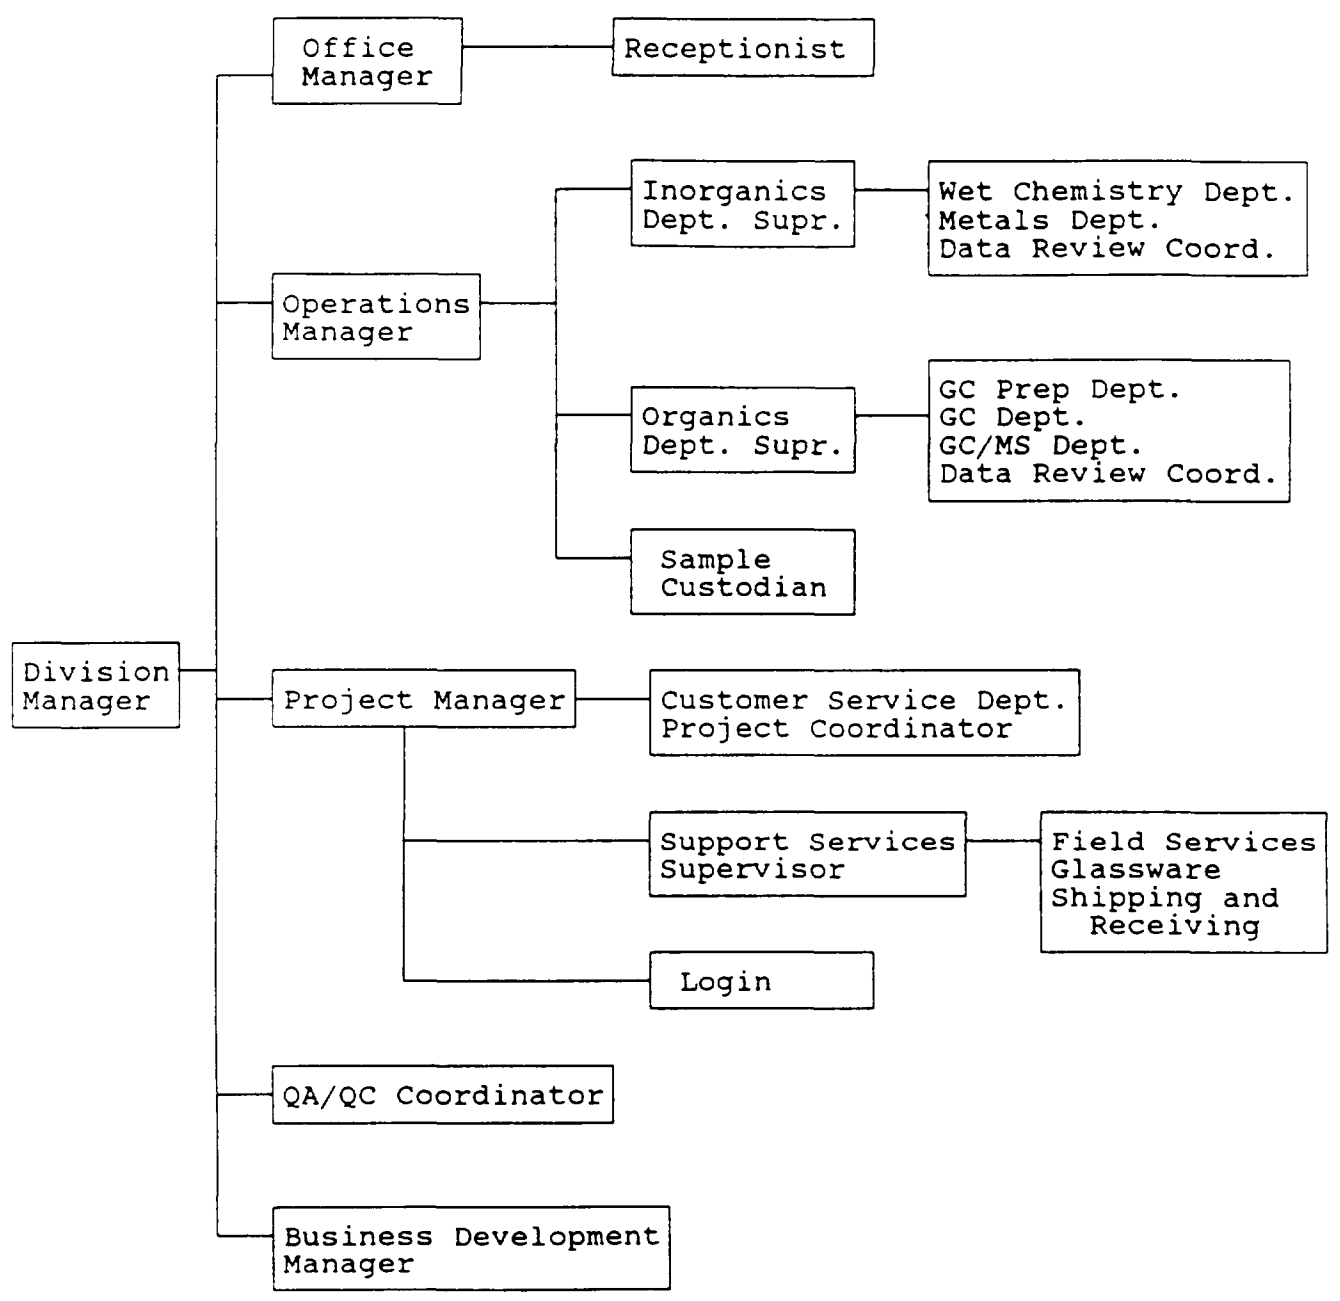 Office
Manager
Receptionist
Inorganics
Dept. Supr.
Wet Chemistry Dept.
Metals Dept.
Data Review Coord.
Operations
Manager
Organics
Dept. Supr.
GC Prep Dept.
GC Dept.
GC/MS Dept.
Data Review Coord.
Sample
Custodian
Division
Manager
Project Manager
Customer Service Dept.
Project Coordinator
Support Services
Supervisor
Field Services
Glassware
Shipping and
Receiving
Login
QA/QC Coordinator
Business Development
Manager